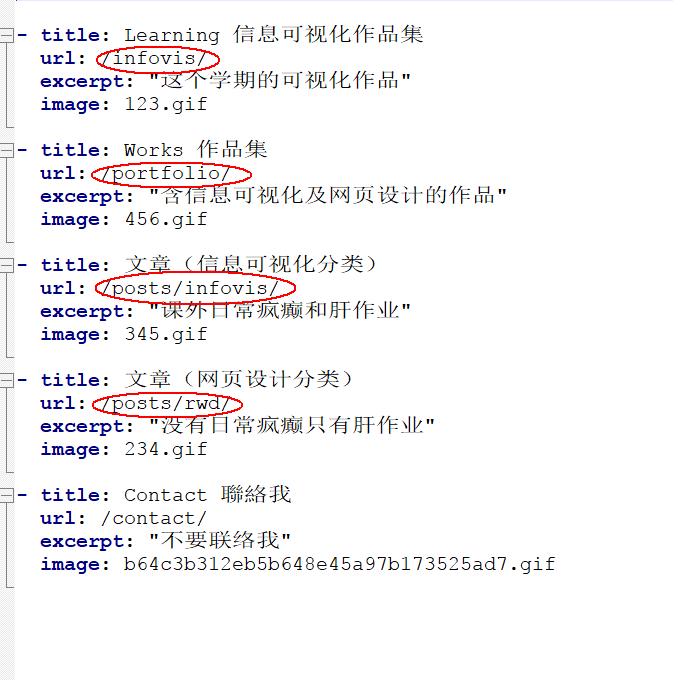 - title: Learning 信息可视化作品集
url: /infovis/
excerpt: "这个学期的可视化作品"
image: 123.gif
- title: Works 作品集
url: /portfolio/
excerpt: "含信息可视化及网页设计的作品"
image: 456.gif
- title: 文章（信息可视化分类）
url: /posts/infovis/
excerpt: "课外日常疯癫和肝作业"
image: 345.gif
- title: 文章（网页设计分类）
url: /posts/rwd/
excerpt: "没有日常疯癫只有肝作业"
image: 234.gif
- title: Contact 聯絡我
url: /contact/
excerpt: "不要联络我"
image: b64c3b312eb5b648e45a97b173525ad7.gif